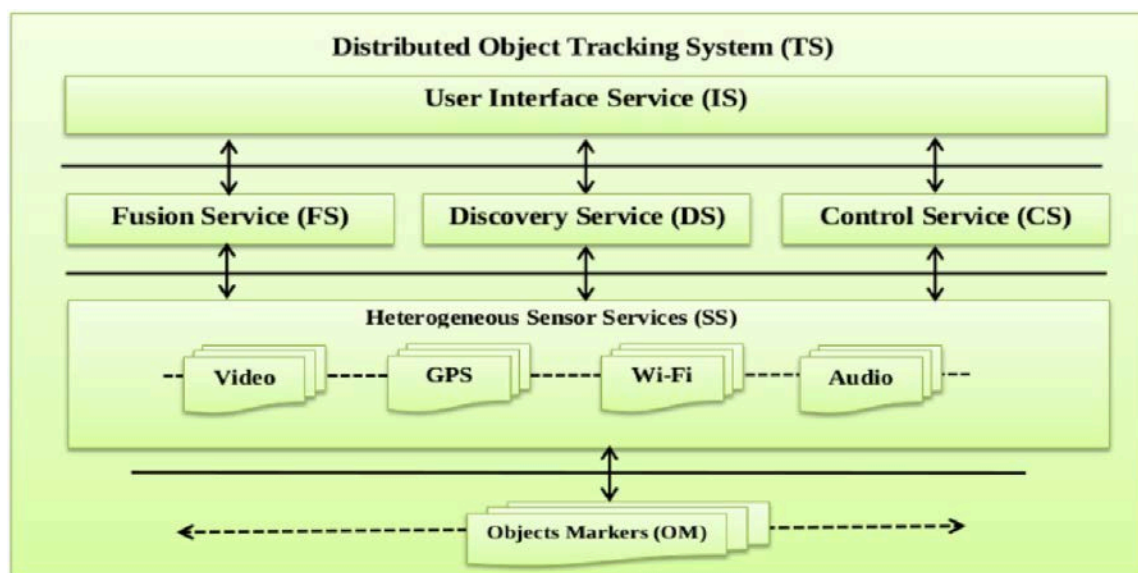 Distributed Object Tracking System (TS)
User Interface Service (IS)
Fusion Service (FS)
Discovery Service (DS)
Control Service (CS)
Heterogeneous Sensor Services (SS)
Video
GPS
Wi-Fi
Audio
Objects Markers (OM)